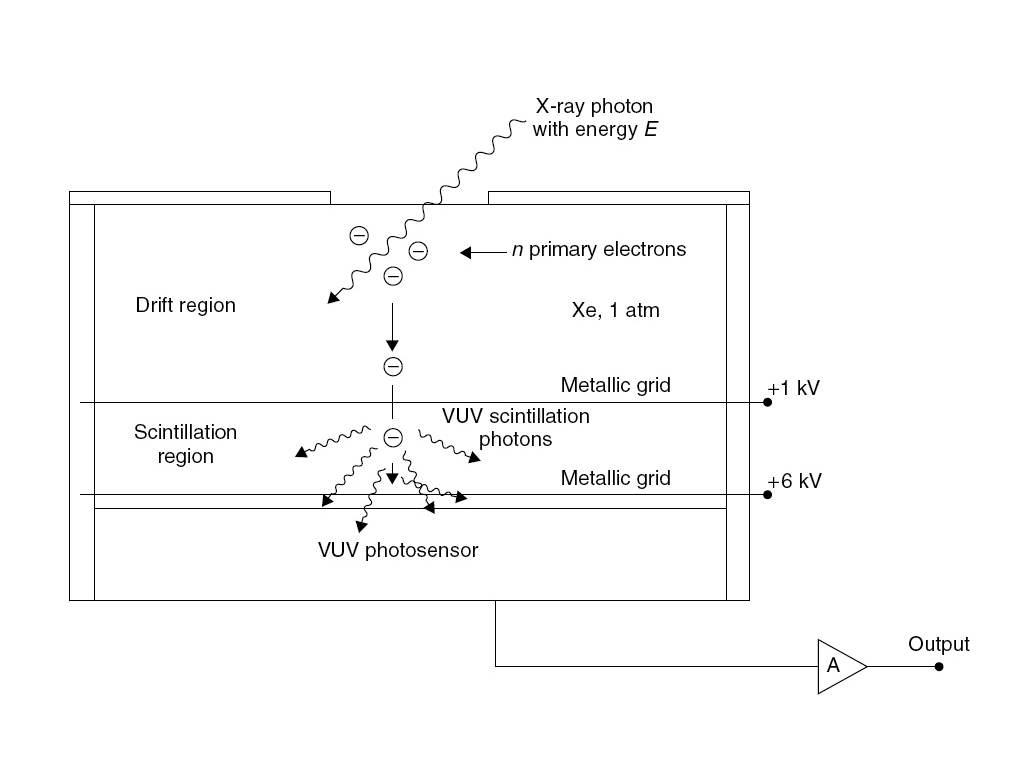 X-ray photon
with energy E
n primary electrons
Drift region
Xe, 1 atm
Metallic grid
+1 kV
Scintillation
region
VUV scintillation
photons
Metallic grid
+6 kV
VUV photosensor
Output
A